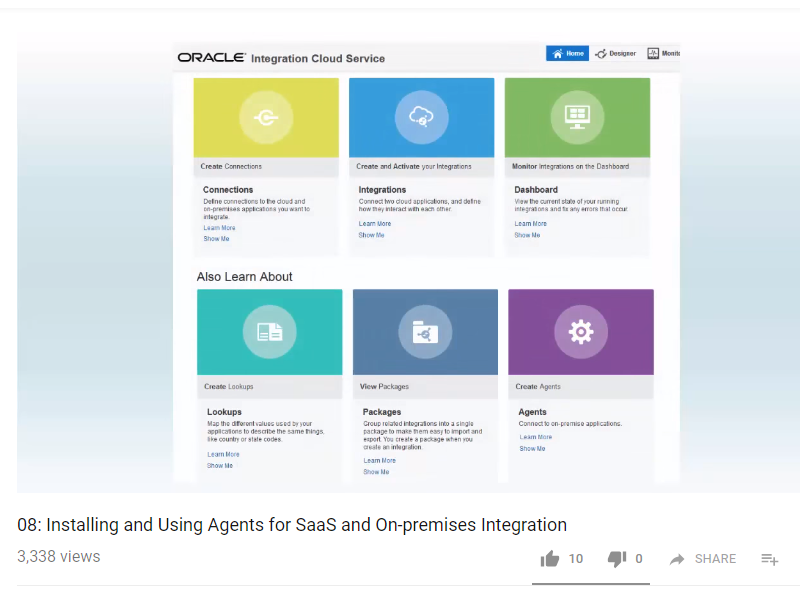 ORACLE Integration Cloud Service
Home Designer Monito
Create Connections
Create and Activate your Integrations
Monitor Integrations on the Dashboard
Connections
Define connections to the cloud and
on-premises applications you want to
integrate.
Learn More
Show Me
Integrations
Connect two cloud applications, and define
how they interact with each other.
Learn More
Show Me
Dashboard
View the current state of your running
integrations and fix any errors that occur.
Learn More
Show Me
Also Learn About
Create Lookups
View Packages
Create Agents
Lookups
Map the different values used by your
applications to describe the same things,
like country or state codes.
Learn More
Show Me
Packages
Group related integrations into a single
package to make them easy to import and
export. You create a package when you
create an integration.
Learn More
Show Me
Agents
Connect to on-premise applications.
Learn More
Show Me
08: Installing and Using Agents for SaaS and On-premises Integration
3,338 views
10 0 SHARE